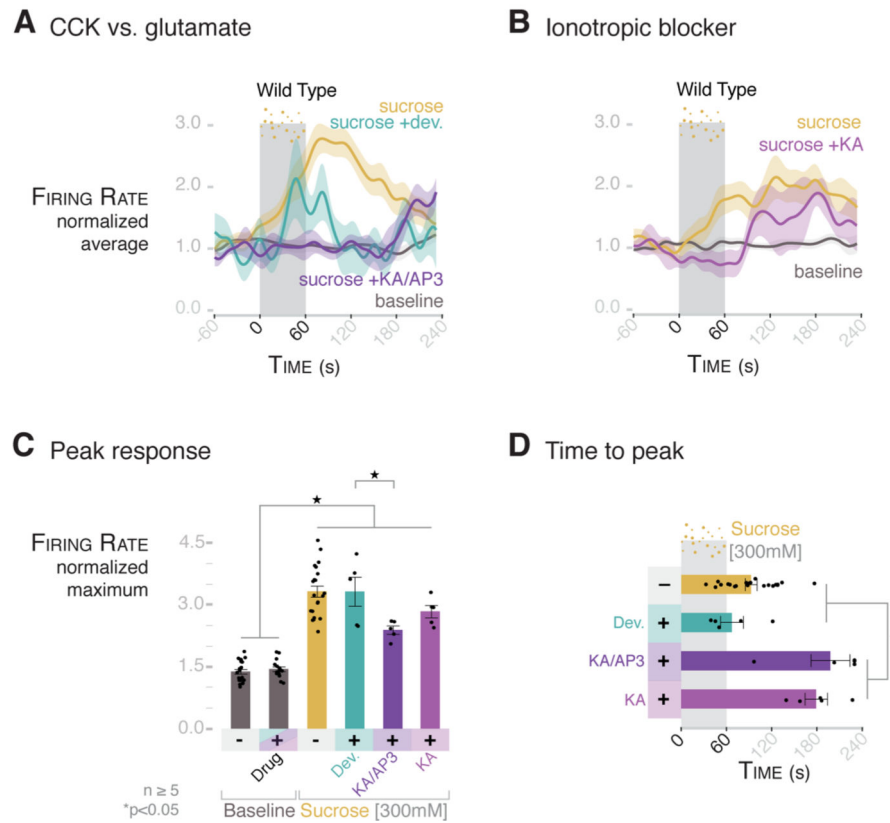 A CCK vs. glutamate
Wild Type
sucrose
sucrose +dev.
3.0
2.0
1.0
0.0
FIRING RATE
normalized
average
sucrose +KA/AP3
baseline
-60
0
60
120
180
240
TIME (s)
B Ionotropic blocker
Wild Type
sucrose
sucrose +KA
3.0
2.0
1.0
0.0
baseline
-60
0
60
120
180
240
TIME (s)
C Peak response
★
★
FIRING RATE
normalized
maximum
4.5
3.0
1.5
0.0
- + - + + +
Drug
Dev.
KA/AP3
KA
n ≥ 5
*p<0.05
Baseline Sucrose [300mM]
D Time to peak
Sucrose
[300mM]
−
Dev. +
KA/AP3 +
KA +
0
60
120
180
240
TIME (s)